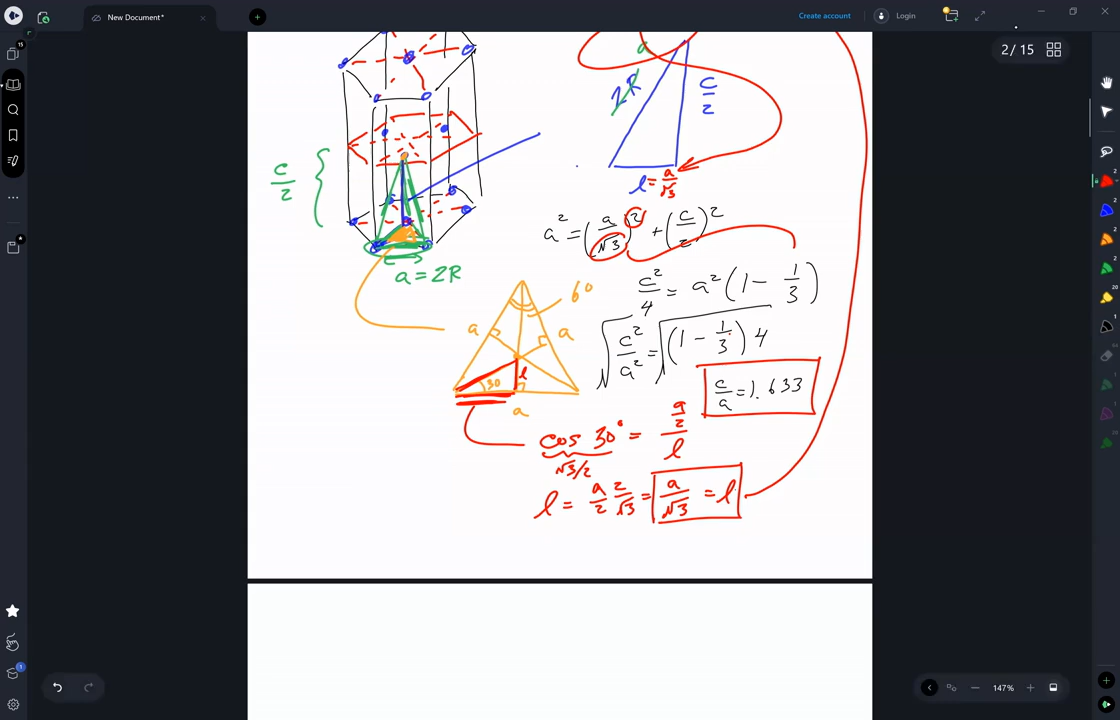 New Document*
Create account
Login
2 / 15
15
a
2R
c/2
l = a/√3
c/2
a = 2R
a² = (a/√3)² + (c/2)²
c²/4 = a² (1 − 1/3)
√c²/a² = √(1 − 1/3) 4
c/a = 1.633
60
a
a
30
l
a
cos 30° = a/2 / l
√3/2
l = a/2 2/√3 = a/√3 = l
147%